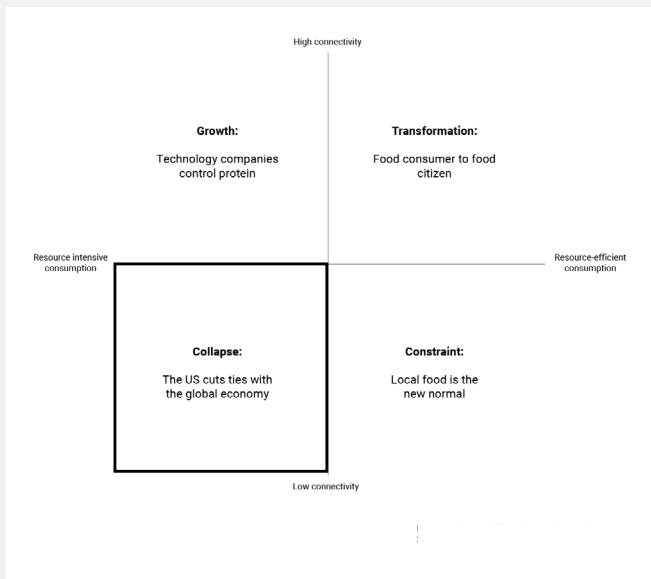 High connectivity
Growth:
Technology companies
control protein
Transformation:
Food consumer to food
citizen
Resource intensive
consumption
Resource-efficient
consumption
Collapse:
The US cuts ties with
the global economy
Constraint:
Local food is the
new normal
Low connectivity